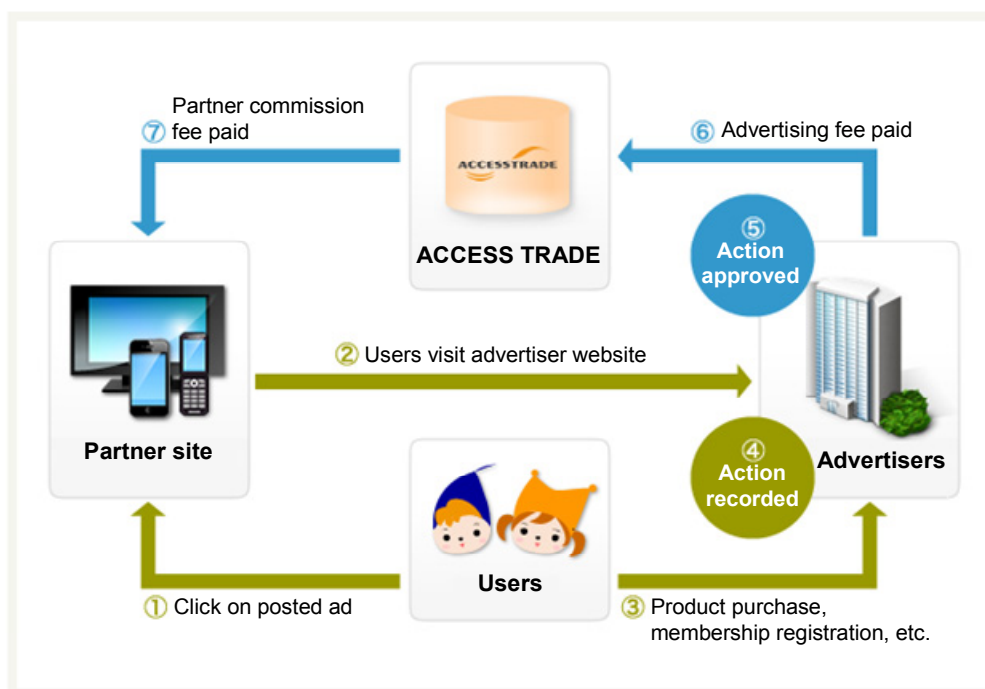 Partner commission
⑦ fee paid
⑥ Advertising fee paid
ACCESSTRADE
ACCESS TRADE
⑤
Action
approved
② Users visit advertiser website
Partner site
④
Action
recorded
Advertisers
Users
① Click on posted ad
③ Product purchase,
membership registration, etc.